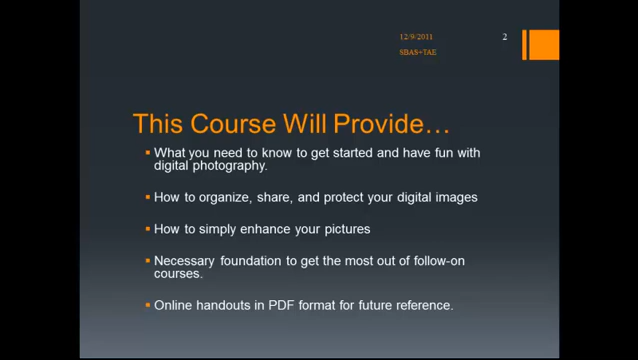 12/9/2011
2
SBAS=TAE
This Course Will Provide…
What you need to know to get started and have fun with
digital photography.
How to organize, share, and protect your digital images
How to simply enhance your pictures
Necessary foundation to get the most out of follow-on
courses.
Online handouts in PDF format for future reference.